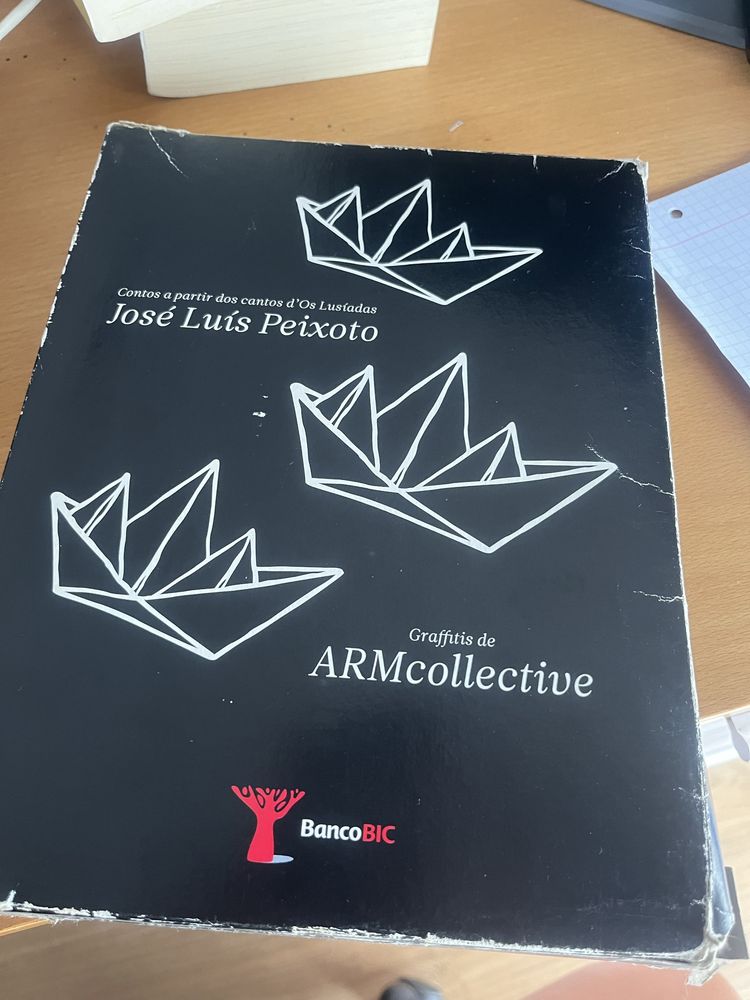 Contos a partir dos cantos d'Os Lusíadas
José Luís Peixoto
Graffitis de
ARMcollective
BancoBIC